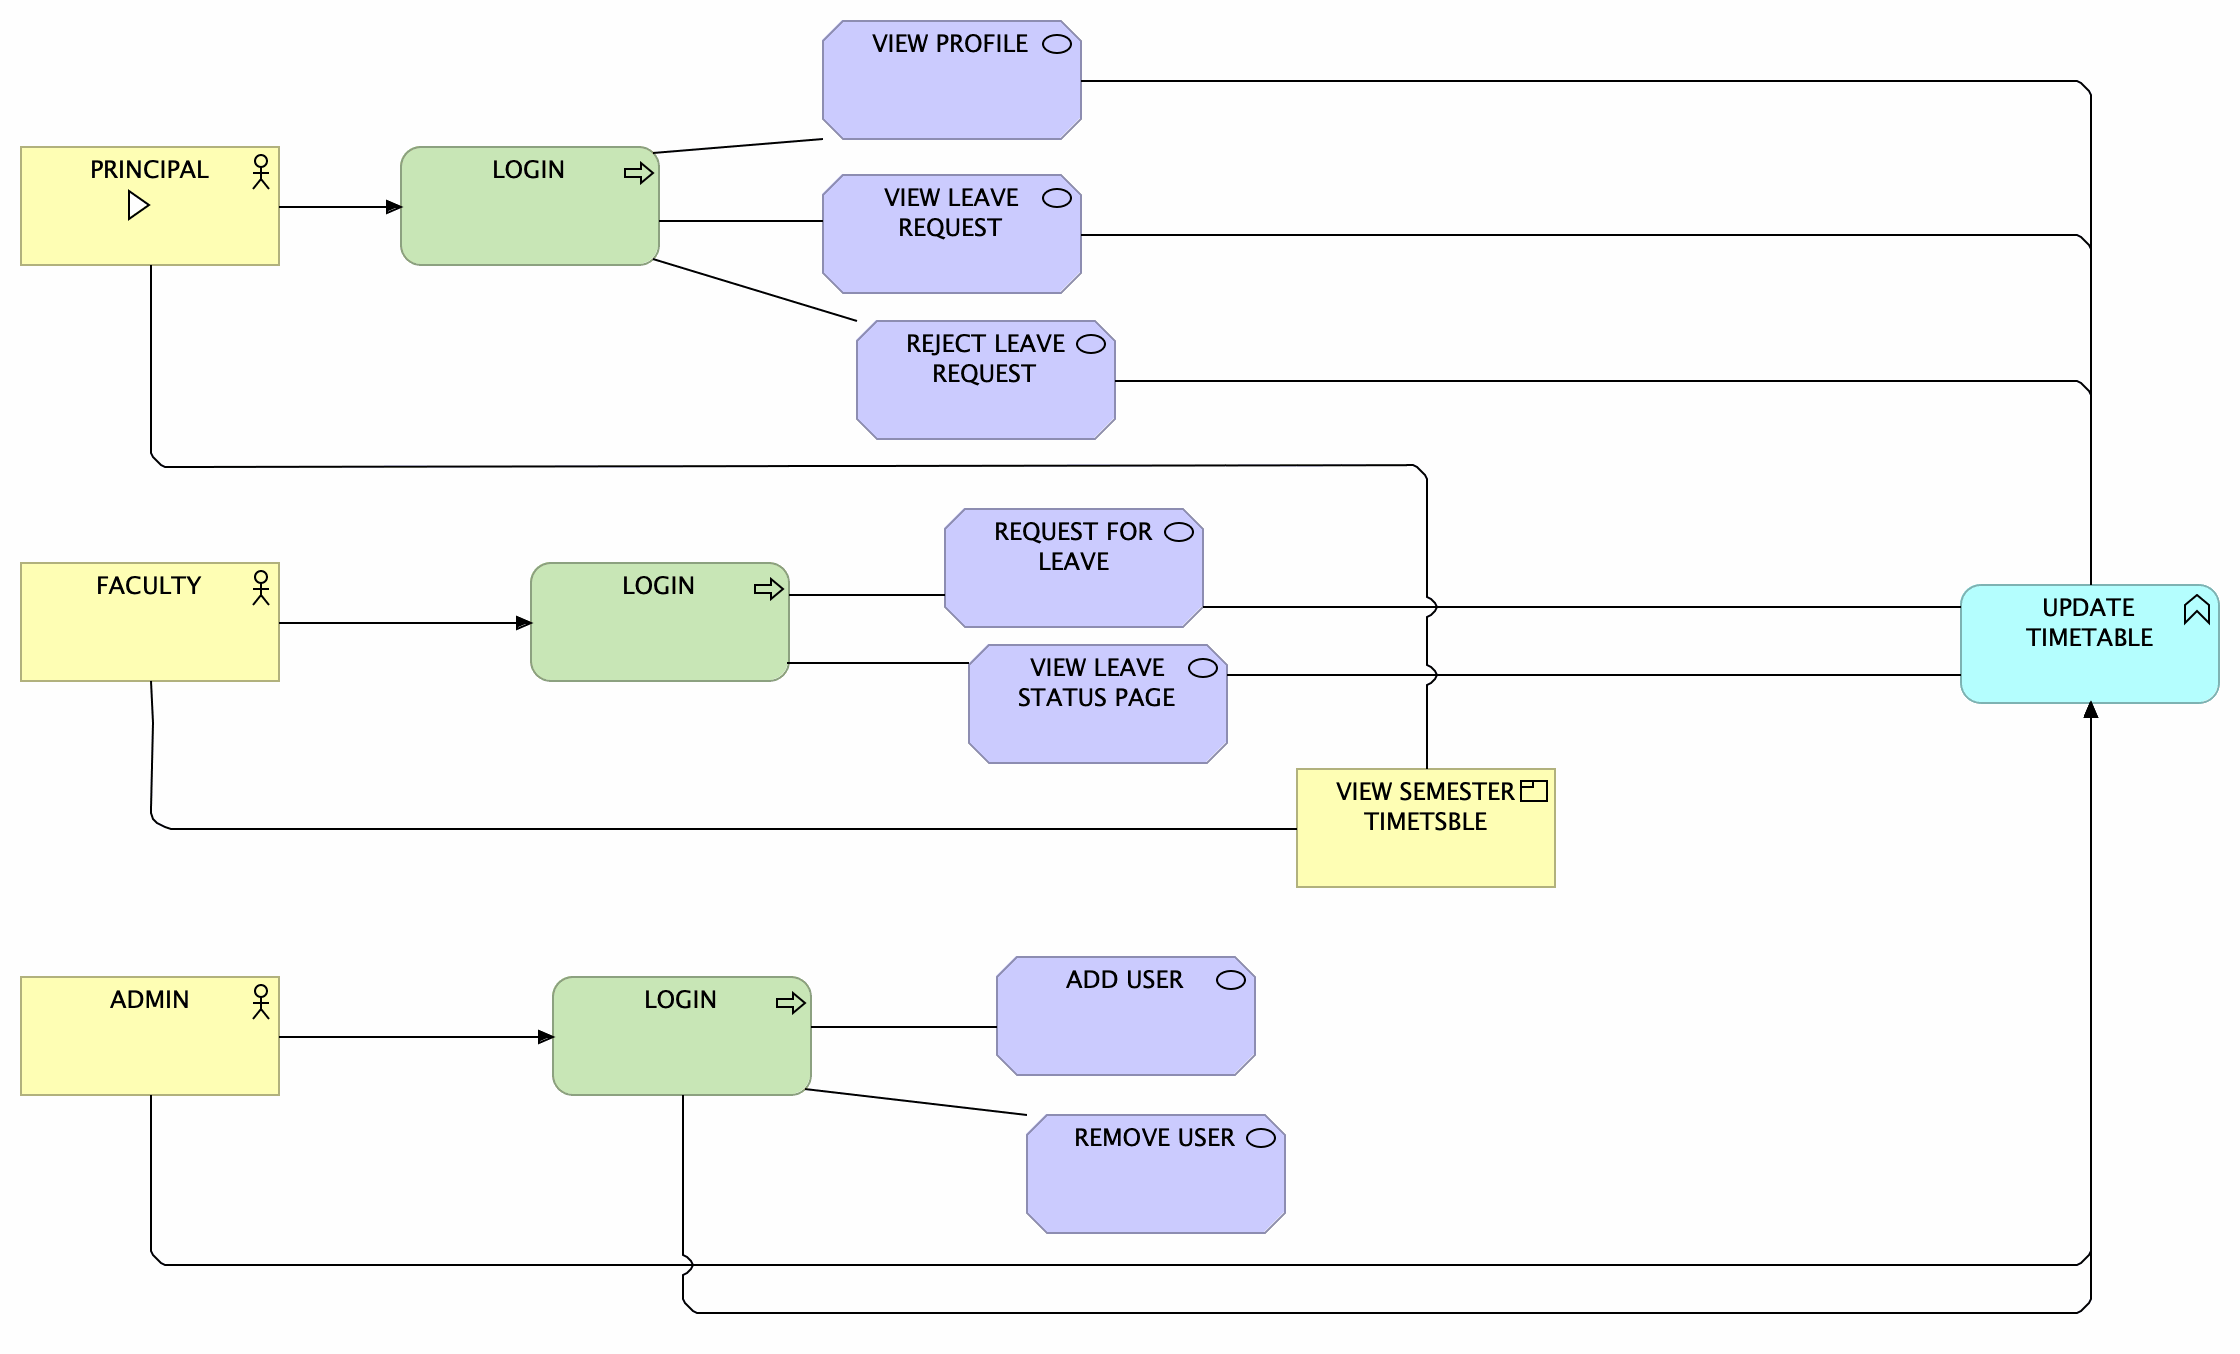 VIEW PROFILE
PRINCIPAL
LOGIN
VIEW LEAVE
REQUEST
REJECT LEAVE
REQUEST
FACULTY
LOGIN
REQUEST FOR
LEAVE
VIEW LEAVE
STATUS PAGE
UPDATE
TIMETABLE
VIEW SEMESTER
TIMETSBLE
ADMIN
LOGIN
ADD USER
REMOVE USER